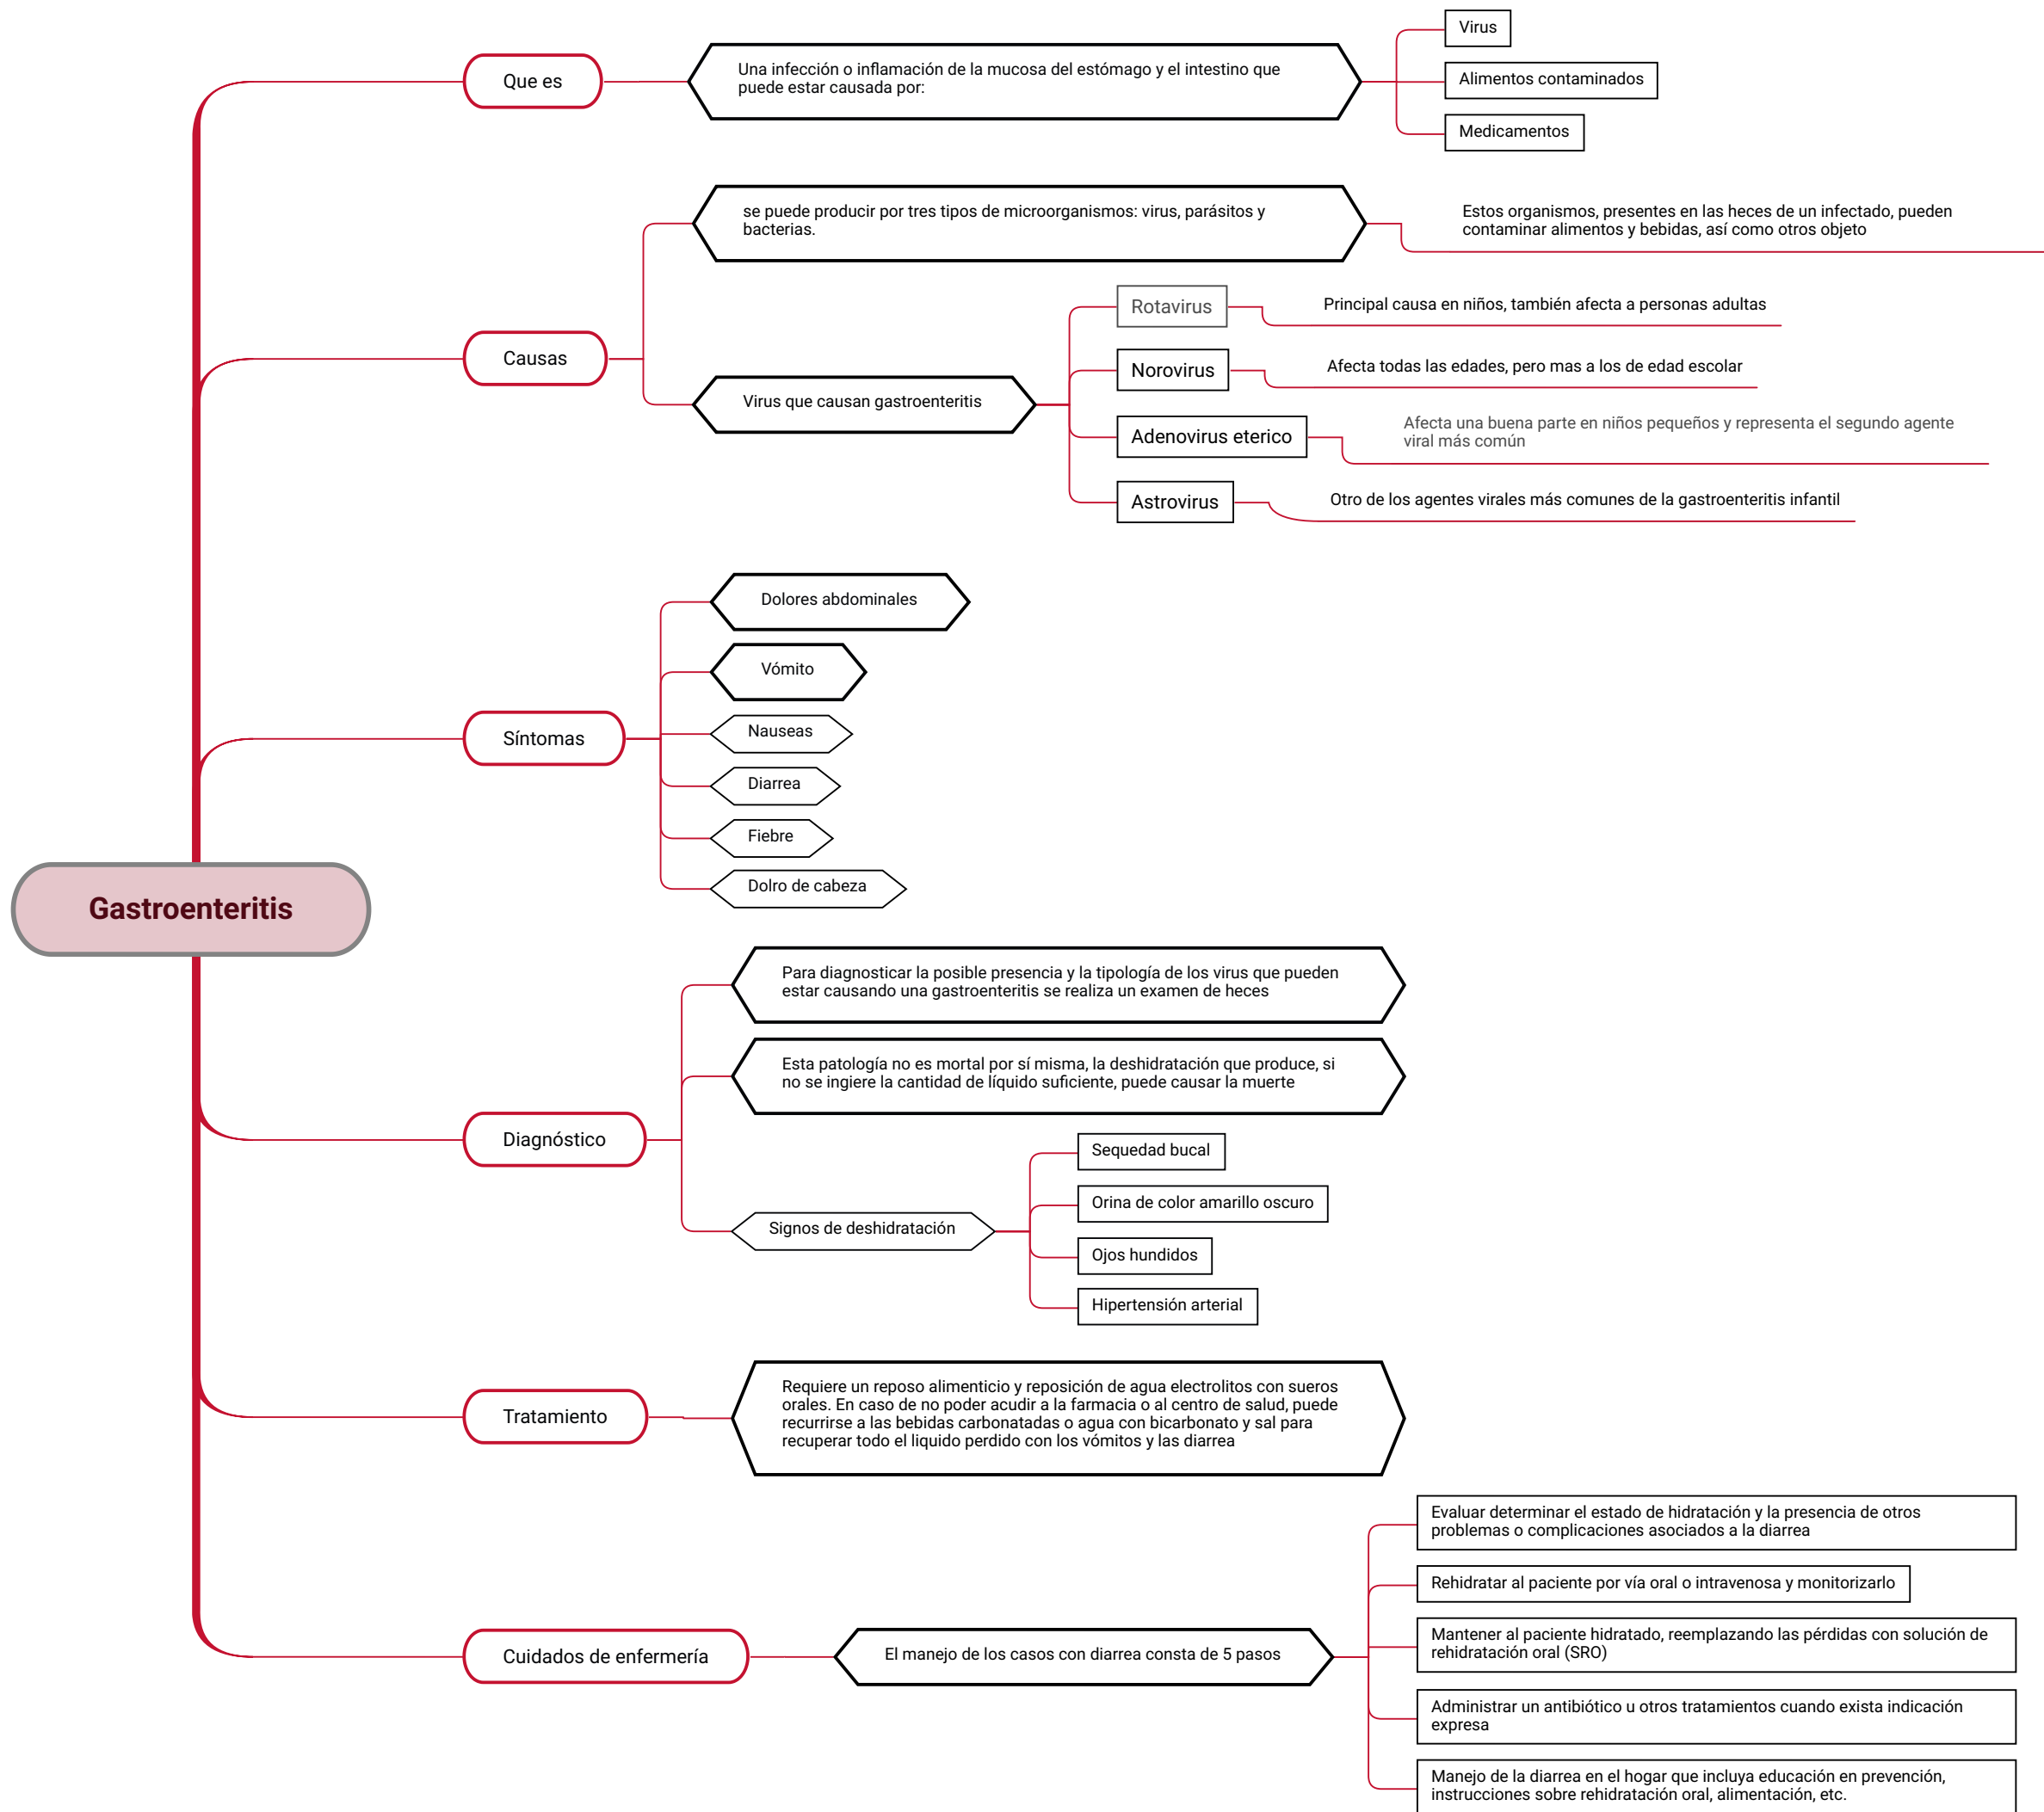 Gastroenteritis
Que es
Una infección o inflamación de la mucosa del estómago y el intestino que
puede estar causada por:
Virus
Alimentos contaminados
Medicamentos
Causas
se puede producir por tres tipos de microorganismos: virus, parásitos y
bacterias.
Estos organismos, presentes en las heces de un infectado, pueden
contaminar alimentos y bebidas, así como otros objeto
Virus que causan gastroenteritis
Rotavirus
Principal causa en niños, también afecta a personas adultas
Norovirus
Afecta todas las edades, pero mas a los de edad escolar
Adenovirus eterico
Afecta una buena parte en niños pequeños y representa el segundo agente
viral más común
Astrovirus
Otro de los agentes virales más comunes de la gastroenteritis infantil
Síntomas
Dolores abdominales
Vómito
Nauseas
Diarrea
Fiebre
Dolro de cabeza
Diagnóstico
Para diagnosticar la posible presencia y la tipología de los virus que pueden
estar causando una gastroenteritis se realiza un examen de heces
Esta patología no es mortal por sí misma, la deshidratación que produce, si
no se ingiere la cantidad de líquido suficiente, puede causar la muerte
Signos de deshidratación
Sequedad bucal
Orina de color amarillo oscuro
Ojos hundidos
Hipertensión arterial
Tratamiento
Requiere un reposo alimenticio y reposición de agua electrolitos con sueros
orales. En caso de no poder acudir a la farmacia o al centro de salud, puede
recurrirse a las bebidas carbonatadas o agua con bicarbonato y sal para
recuperar todo el liquido perdido con los vómitos y las diarrea
Cuidados de enfermería
El manejo de los casos con diarrea consta de 5 pasos
Evaluar determinar el estado de hidratación y la presencia de otros
problemas o complicaciones asociados a la diarrea
Rehidratar al paciente por vía oral o intravenosa y monitorizarlo
Mantener al paciente hidratado, reemplazando las pérdidas con solución de
rehidratación oral (SRO)
Administrar un antibiótico u otros tratamientos cuando exista indicación
expresa
Manejo de la diarrea en el hogar que incluya educación en prevención,
instrucciones sobre rehidratación oral, alimentación, etc.